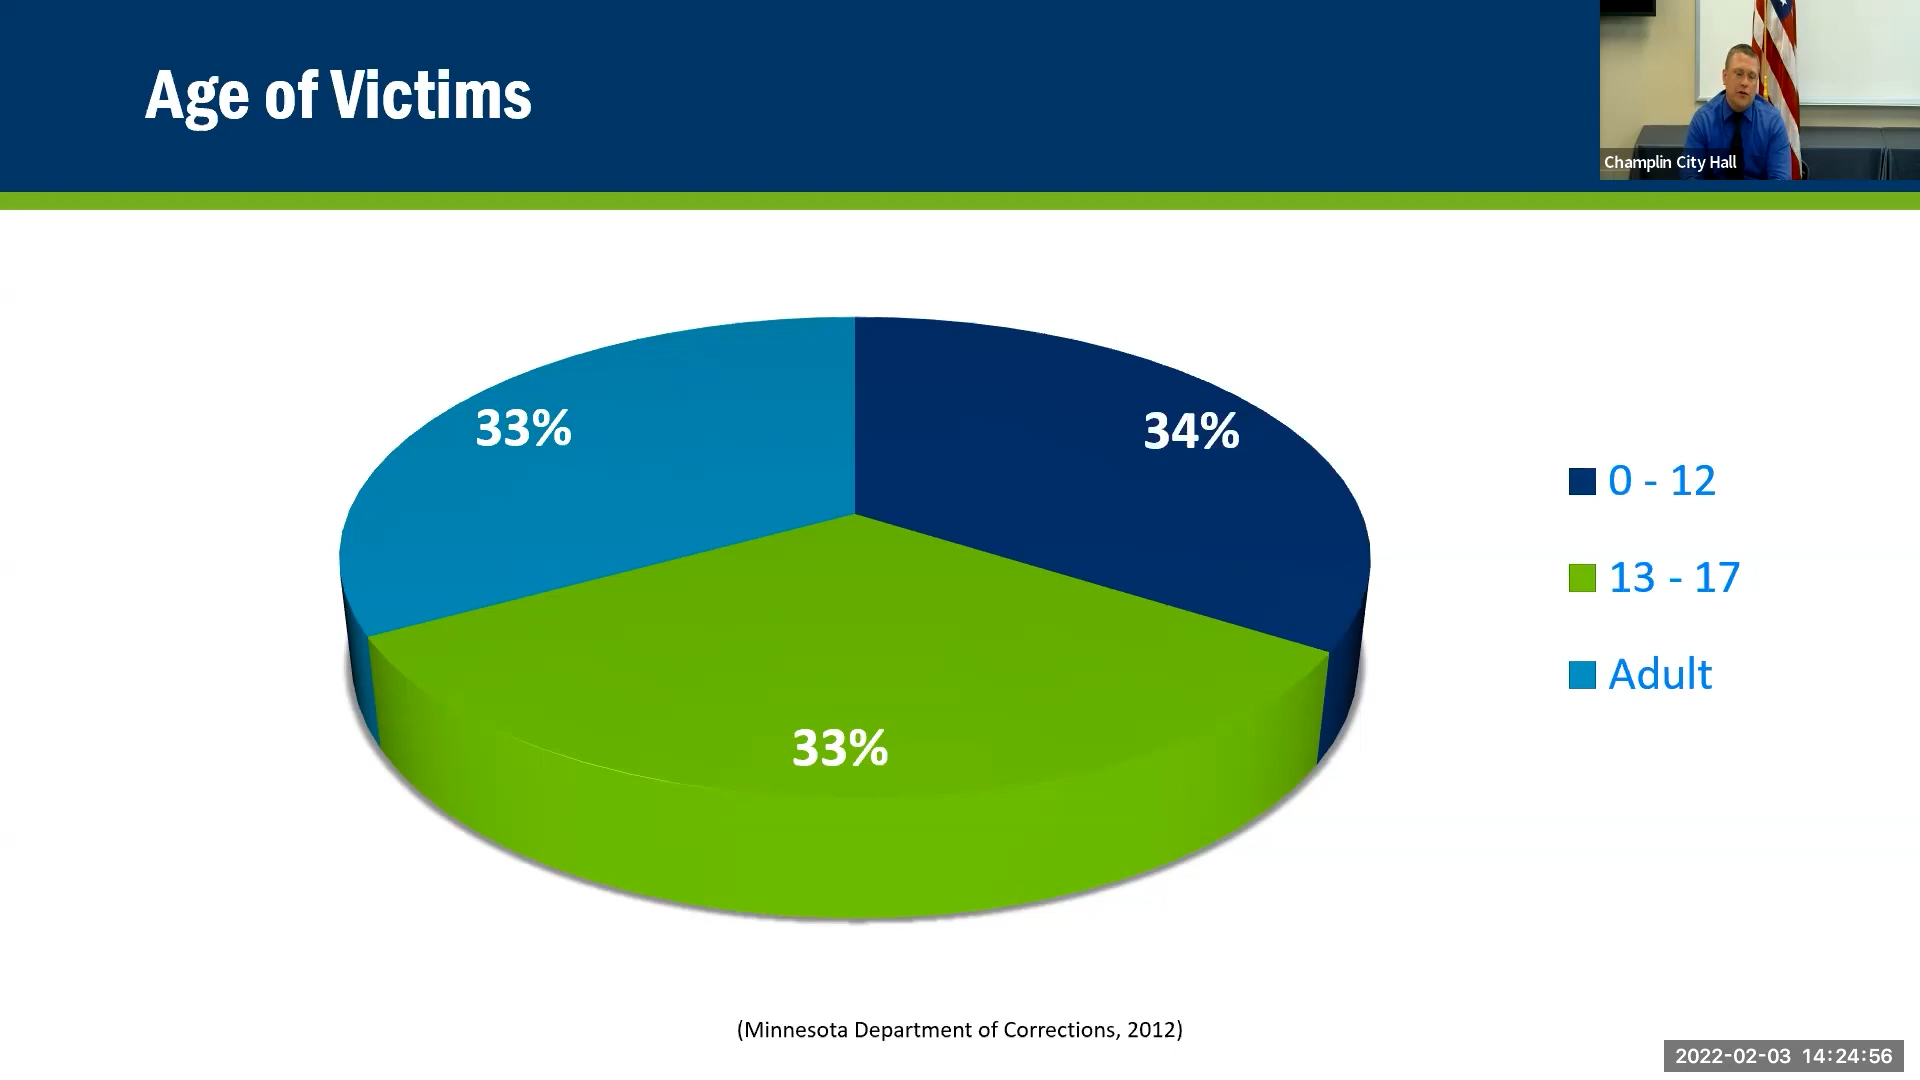 Age of Victims
Champlin City Hall
33%
34%
33%
0 - 12
13 - 17
Adult
(Minnesota Department of Corrections, 2012)
2022-02-03 14:24:56